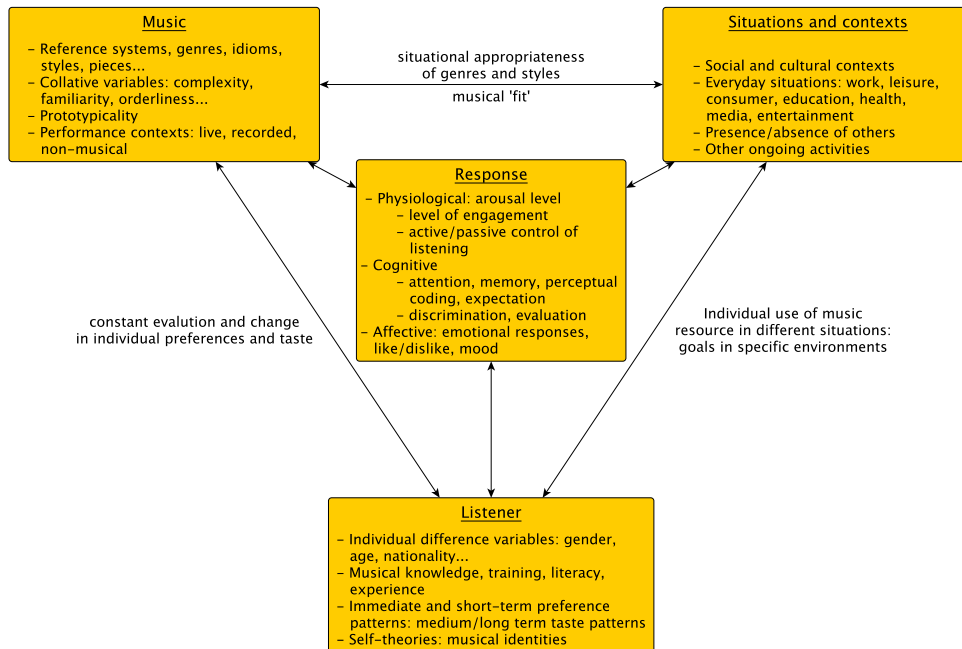 Music
– Reference systems, genres, idioms,
styles, pieces...
– Collative variables: complexity,
familiarity, orderliness...
– Prototypicality
– Performance contexts: live, recorded,
non-musical
situational appropriateness
of genres and styles
musical 'fit'
Situations and contexts
– Social and cultural contexts
– Everyday situations: work, leisure,
consumer, education, health,
media, entertainment
– Presence/absence of others
– Other ongoing activities
Response
– Physiological: arousal level
– level of engagement
– active/passive control of
listening
– Cognitive
– attention, memory, perceptual
coding, expectation
– discrimination, evaluation
– Affective: emotional responses,
like/dislike, mood
constant evalution and change
in individual preferences and taste
Individual use of music
resource in different situations:
goals in specific environments
Listener
– Individual difference variables: gender,
age, nationality...
– Musical knowledge, training, literacy,
experience
– Immediate and short-term preference
patterns: medium/long term taste patterns
– Self-theories: musical identities